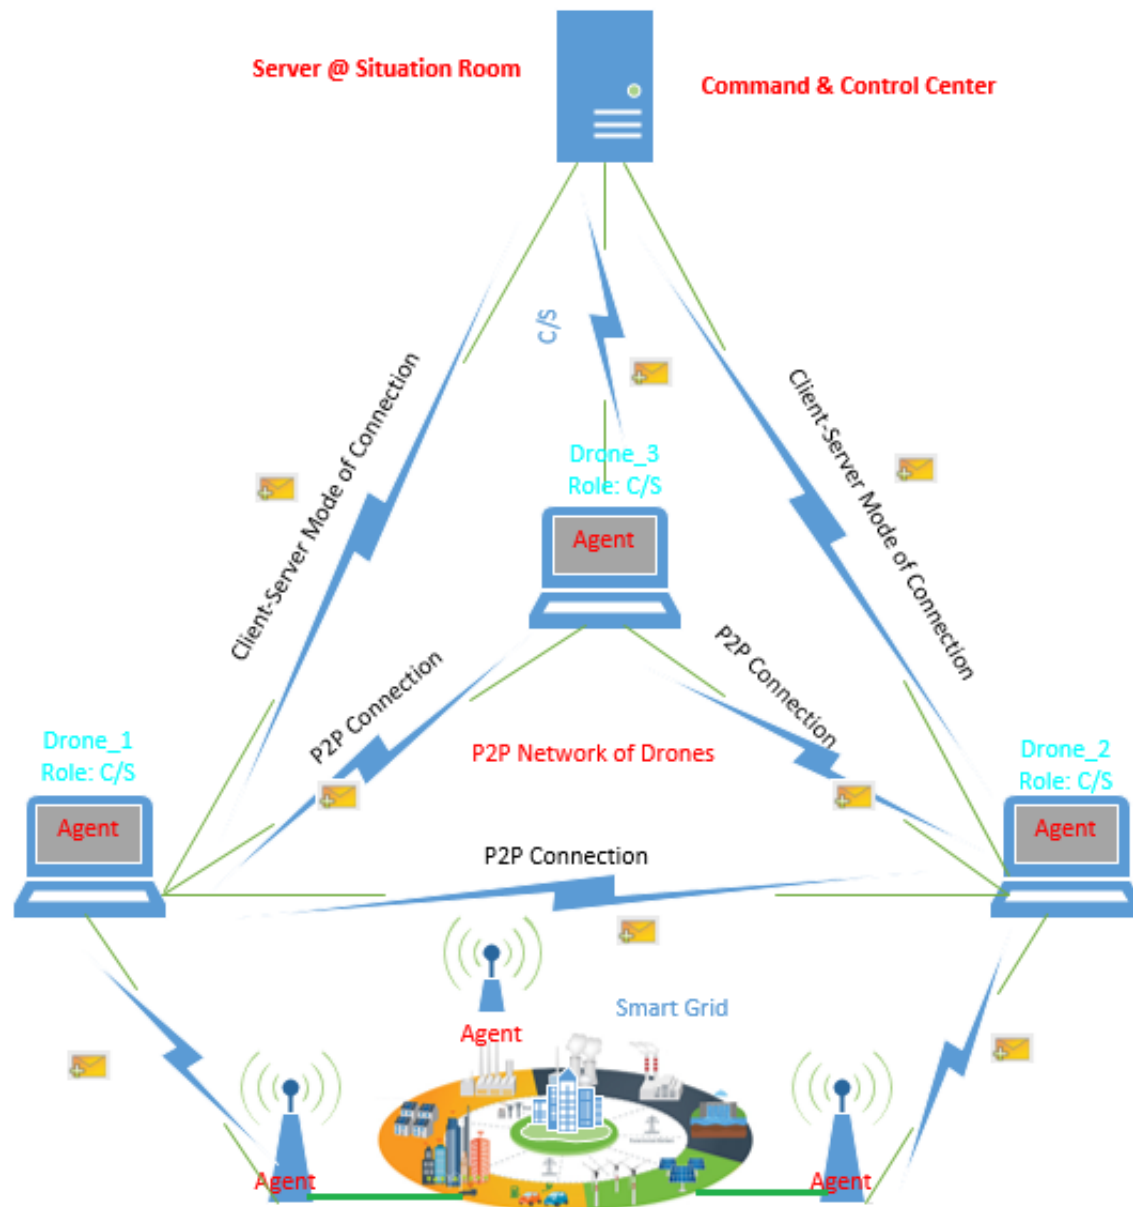 Server @ Situation Room
Command & Control Center
C/S
Client-Server Mode of Connection
Client-Server Mode of Connection
Drone_3
Role: C/S
Agent
P2P Connection
P2P Connection
Drone_1
Role: C/S
Agent
P2P Network of Drones
Drone_2
Role: C/S
Agent
P2P Connection
Smart Grid
Agent
Agent
Agent